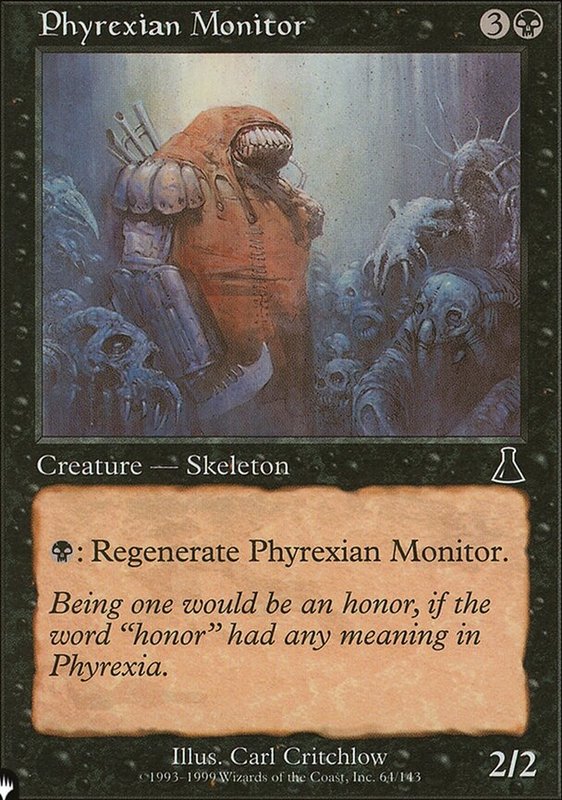 Phyrexian Monitor 3
Creature — Skeleton
: Regenerate Phyrexian Monitor.
Being one would be an honor, if the
word “honor” had any meaning in
Phyrexia.
Illus. Carl Critchlow
©1993–1999 Wizards of the Coast, Inc. 64/143
2/2